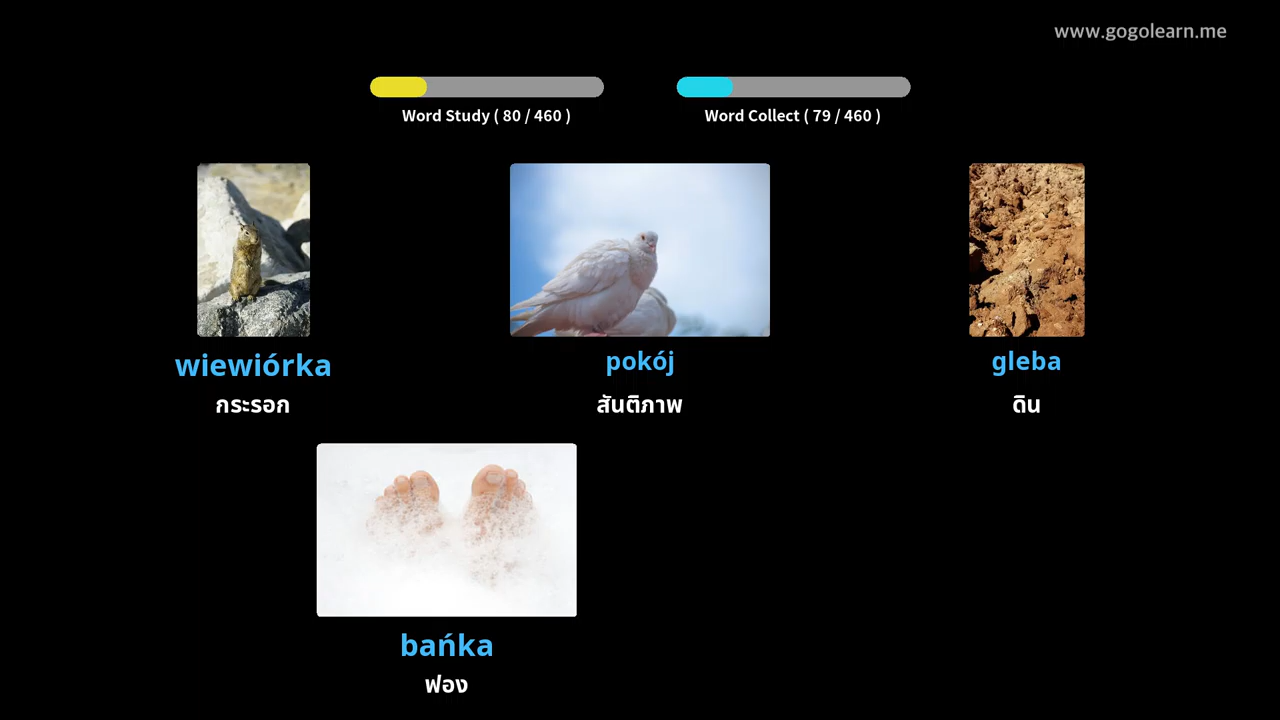 www.gogolearn.me
Word Study ( 80 / 460 )
Word Collect ( 79 / 460 )
wiewiórka
กระรอก
pokój
สันติภาพ
gleba
ดิน
bańka
ฟอง